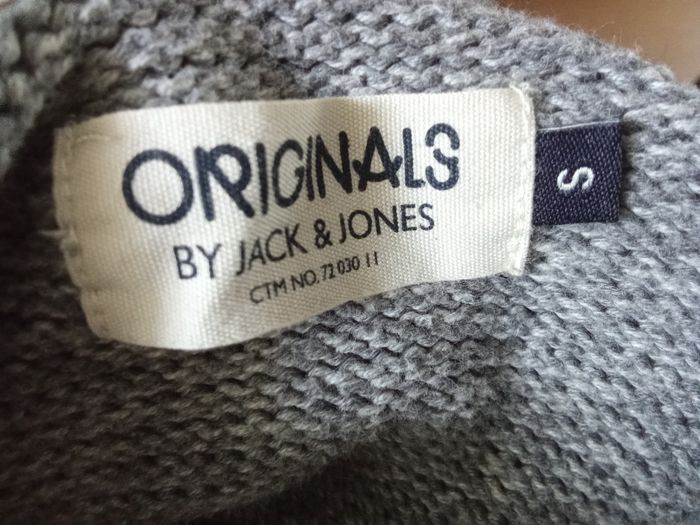 ORIGINALS
BY JACK & JONES
CTM NO. 72 030 11
S